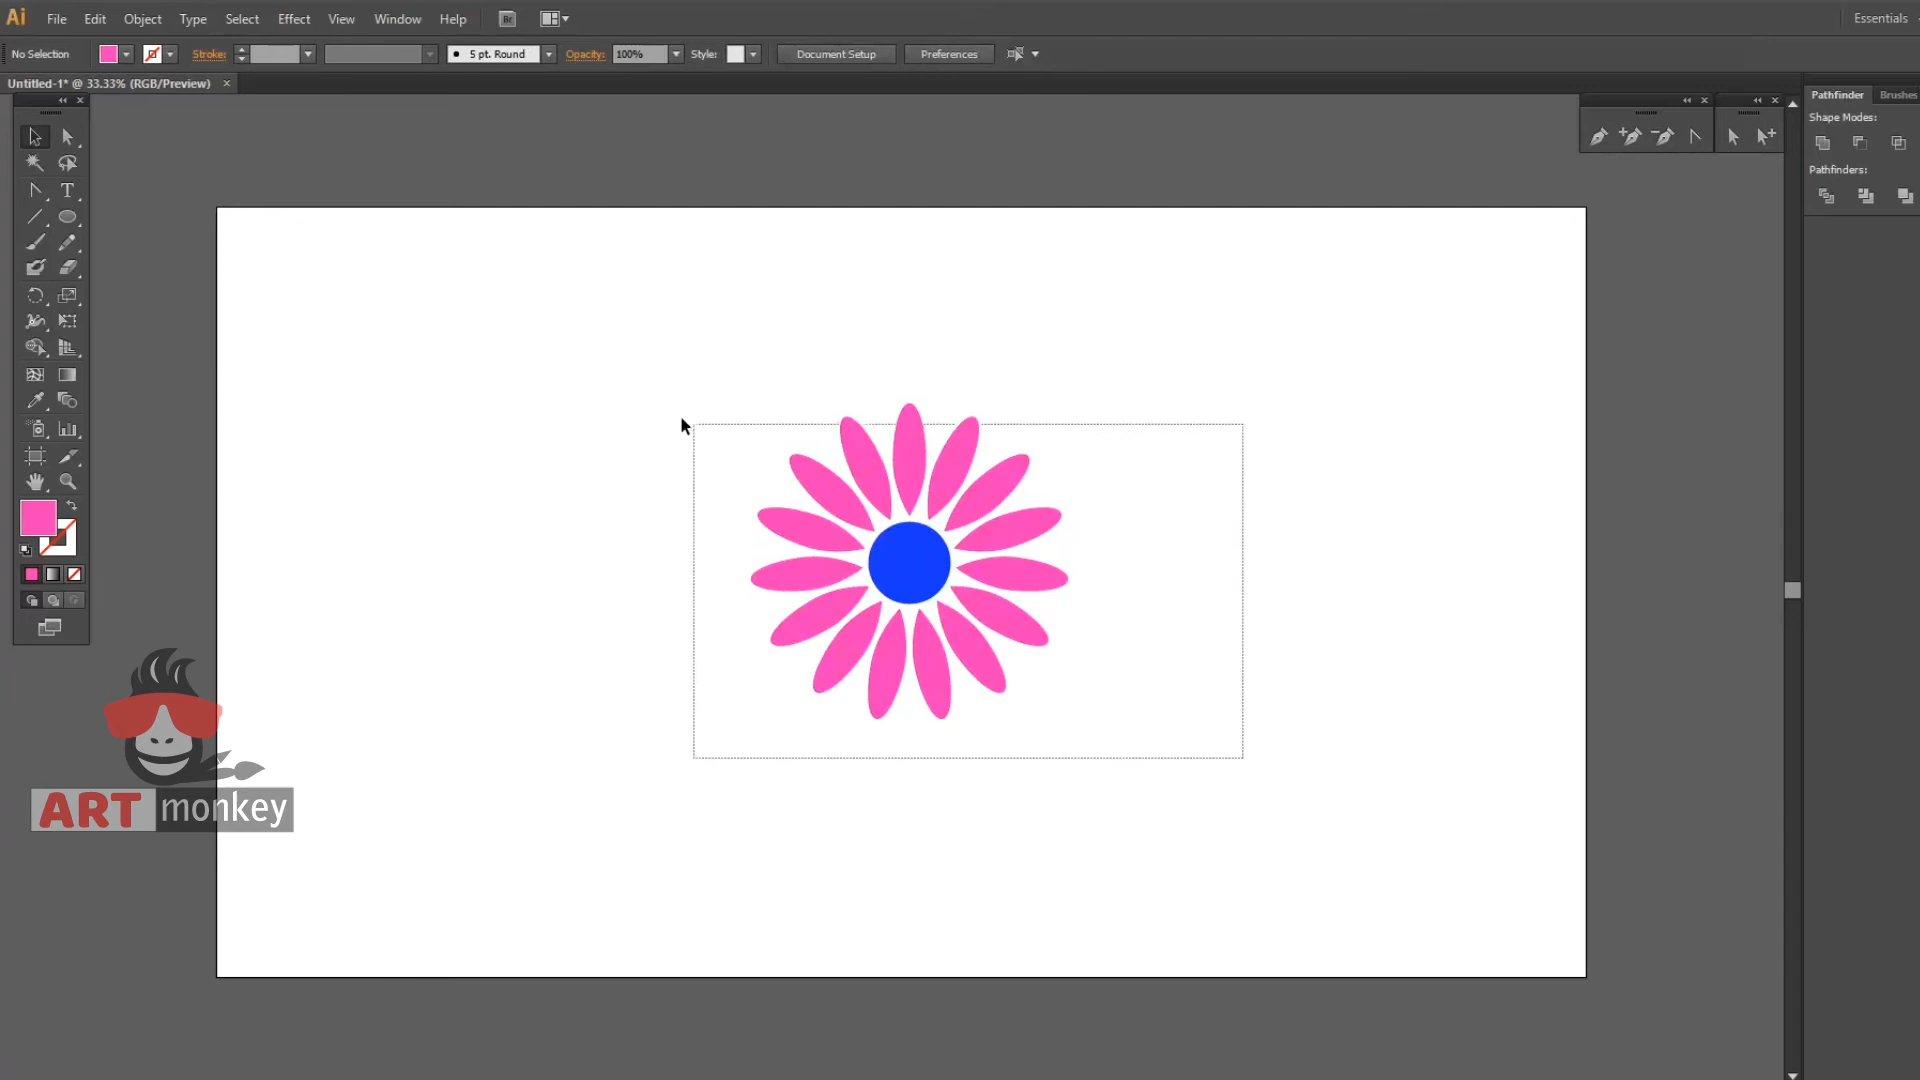 Ai File Edit Object Type Select Effect View Window Help Br Essentials
No Selection Stroke: 5 pt. Round Opacity: 100% Style: Document Setup Preferences
Untitled-1* @ 33.33% (RGB/Preview)
Pathfinder Brushes
Shape Modes:
Pathfinders:
T
ART monkey